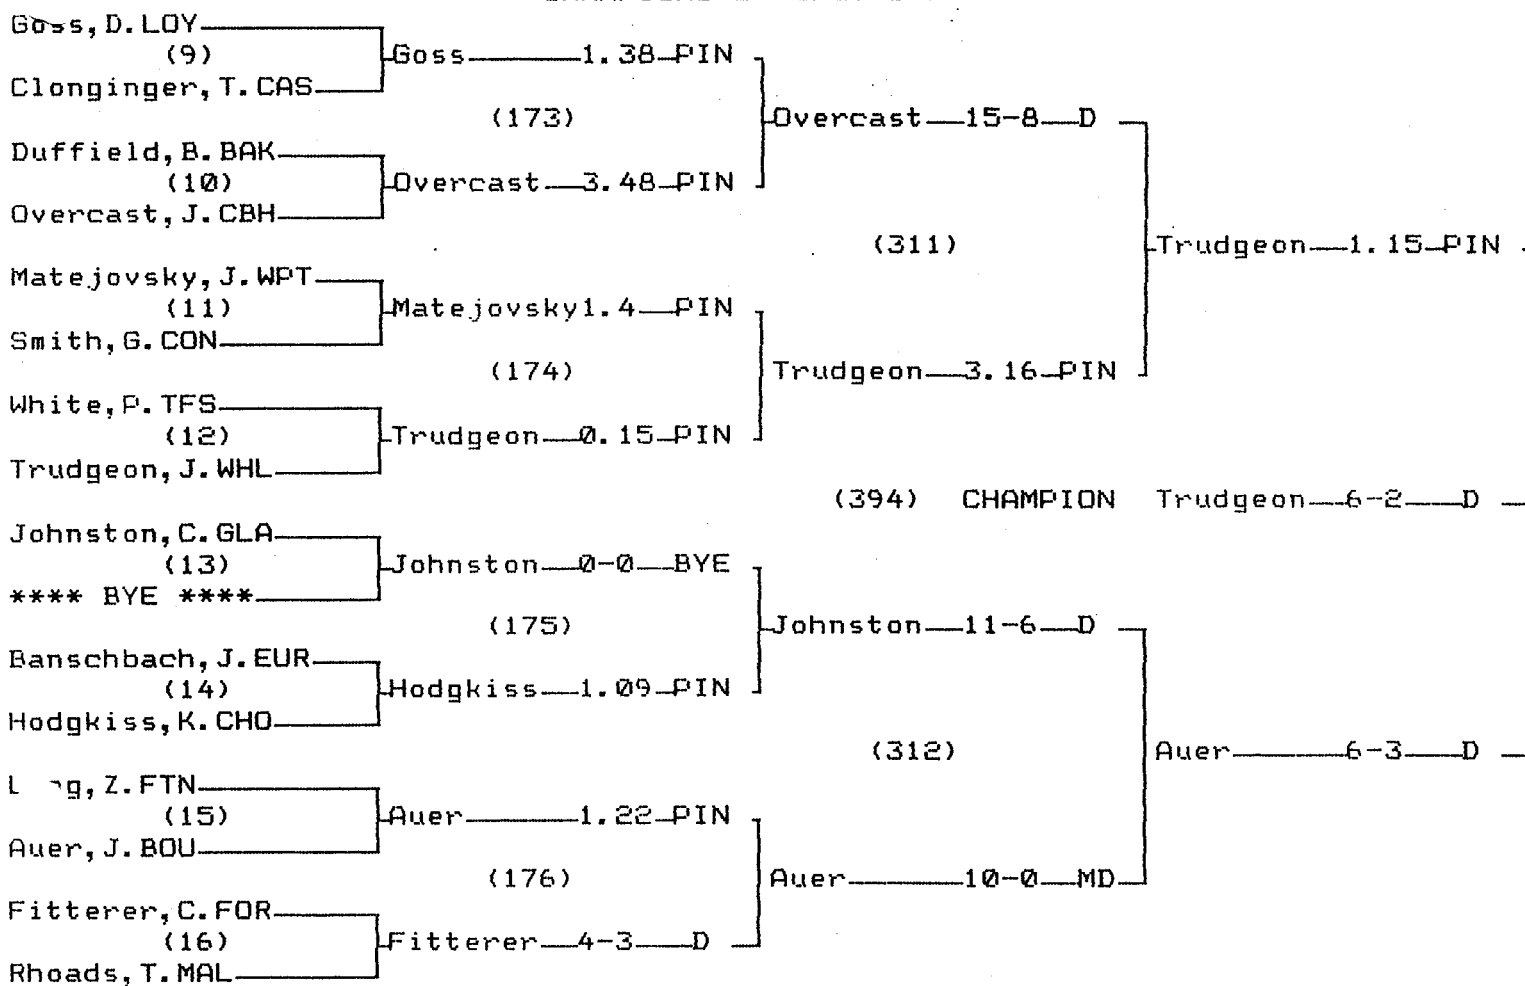 Goss, D. LOY
(9) Goss 1.38 PIN
Clonginger, T. CAS
(173) Overcast 15-8 D
Duffield, B. BAK
(10) Overcast 3.48 PIN
Overcast, J. CBH
(311) Trudgeon 1.15 PIN
Matejovsky, J. WPT
(11) Matejovsky 1.4 PIN
Smith, G. CON
(174) Trudgeon 3.16 PIN
White, P. TFS
(12) Trudgeon 0.15 PIN
Trudgeon, J. WHL
(394) CHAMPION Trudgeon 6-2 D
Johnston, C. GLA
(13) Johnston 0-0 BYE
**** BYE ****
(175) Johnston 11-6 D
Banschbach, J. EUR
(14) Hodgkiss 1.09 PIN
Hodgkiss, K. CHO
(312) Auer 6-3 D
Z. FTN
(15) Auer 1.22 PIN
Auer, J. BOU
(176) Auer 10-0 MD
Fitterer, C. FOR
(16) Fitterer 4-3 D
Rhoads, T. MAL